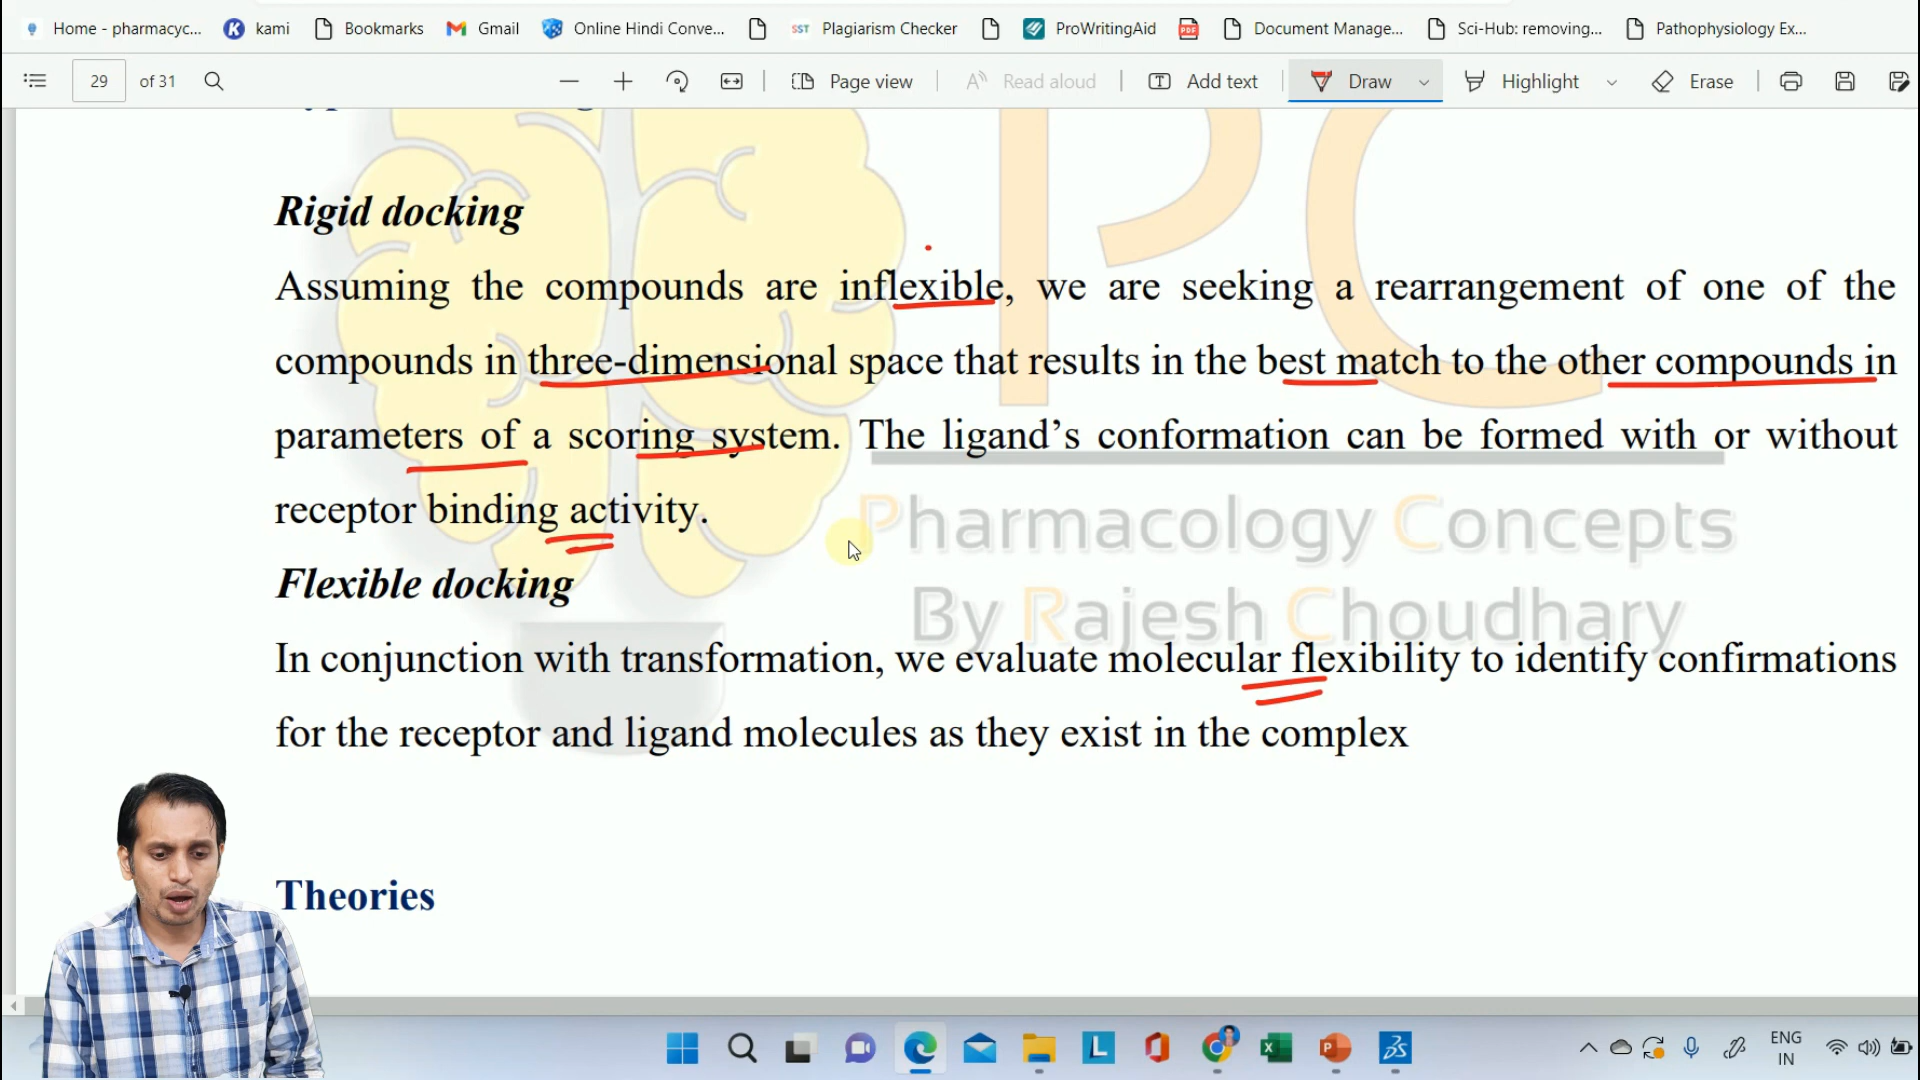 Home - pharmacyc... kami Bookmarks Gmail Online Hindi Conve... SST Plagiarism Checker ProWritingAid PDF Document Manage... Sci-Hub: removing... Pathophysiology Ex...
29 of 31 Page view Read aloud Add text Draw Highlight Erase
PC
Rigid docking
Assuming the compounds are inflexible, we are seeking a rearrangement of one of the
compounds in three-dimensional space that results in the best match to the other compounds in
parameters of a scoring system. The ligand’s conformation can be formed with or without
receptor binding activity.
Pharmacology Concepts
Flexible docking
By Rajesh Choudhary
In conjunction with transformation, we evaluate molecular flexibility to identify confirmations
for the receptor and ligand molecules as they exist in the complex
Theories
ENG
IN